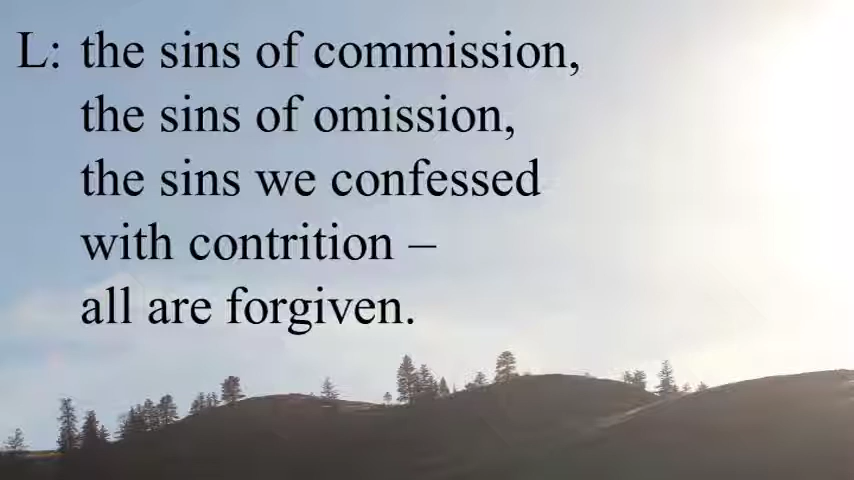 L: the sins of commission,
the sins of omission,
the sins we confessed
with contrition –
all are forgiven.